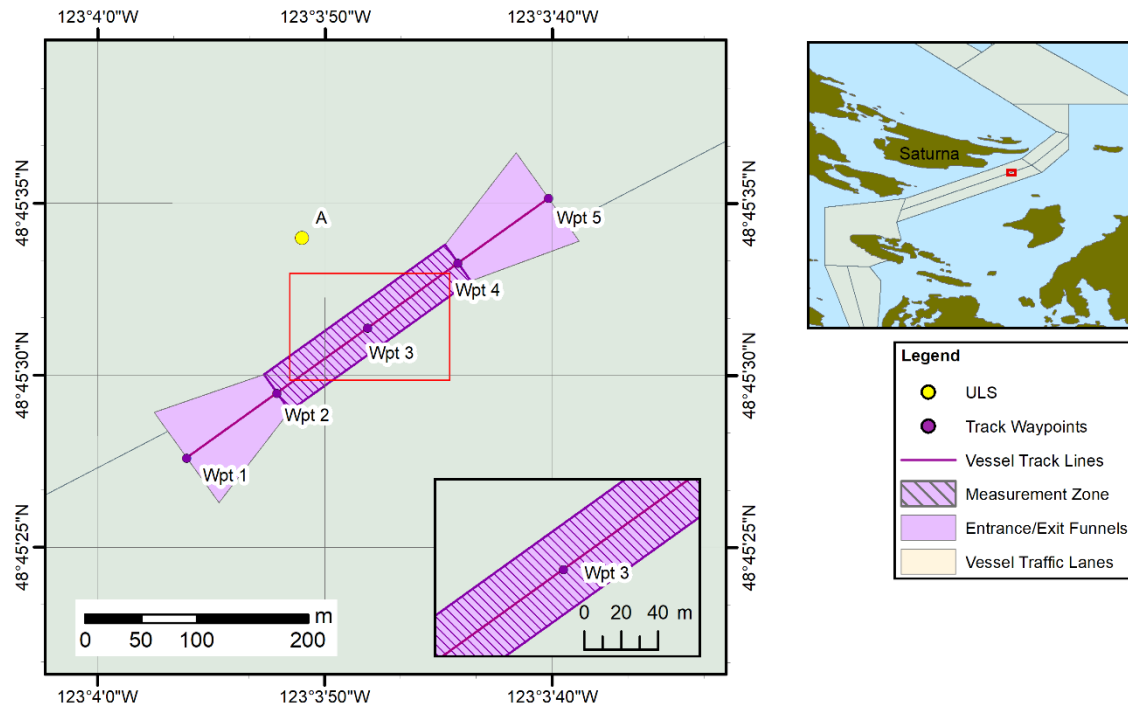 123°4'0"W 123°3'50"W 123°3'40"W
48°45'35"N 48°45'35"N
48°45'30"N 48°45'30"N
48°45'25"N 48°45'25"N
A
Wpt 5
Wpt 4
Wpt 3
Wpt 2
Wpt 1
Wpt 3
0 20 40 m
m
0 50 100 200
123°4'0"W 123°3'50"W 123°3'40"W
Saturna
Legend
ULS
Track Waypoints
Vessel Track Lines
Measurement Zone
Entrance/Exit Funnels
Vessel Traffic Lanes